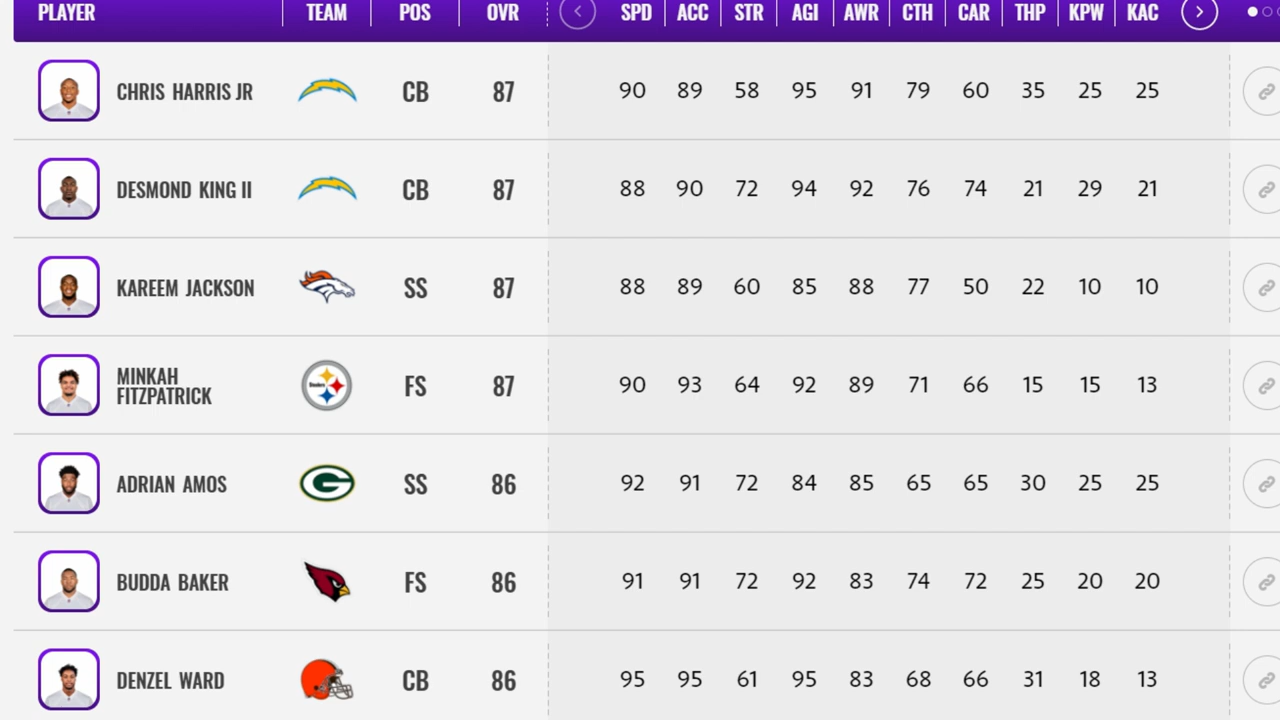 PLAYER TEAM POS OVR SPD ACC STR AGI AWR CTH CAR THP KPW KAC
CHRIS HARRIS JR CB 87 90 89 58 95 91 79 60 35 25 25
DESMOND KING II CB 87 88 90 72 94 92 76 74 21 29 21
KAREEM JACKSON SS 87 88 89 60 85 88 77 50 22 10 10
MINKAH
FITZPATRICK Steelers FS 87 90 93 64 92 89 71 66 15 15 13
ADRIAN AMOS G SS 86 92 91 72 84 85 65 65 30 25 25
BUDDA BAKER FS 86 91 91 72 92 83 74 72 25 20 20
DENZEL WARD CB 86 95 95 61 95 83 68 66 31 18 13